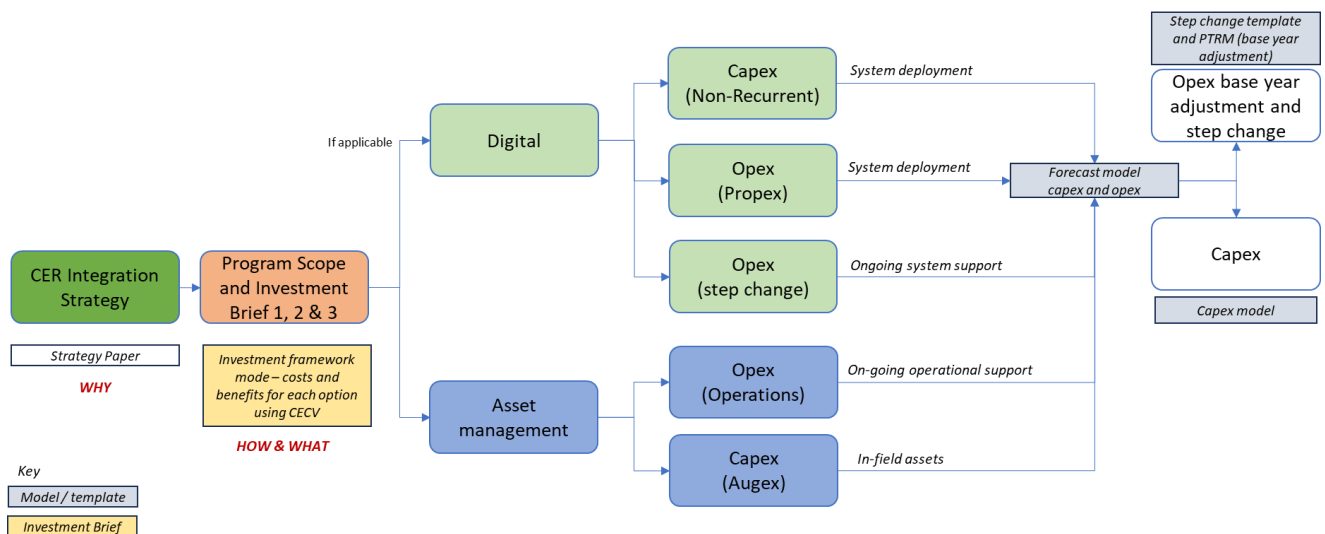 Step change template
and PTRM (base year
adjustment)
Opex base year
adjustment and
step change
Capex
(Non-Recurrent)
System deployment
If applicable
Digital
Opex
(Propex)
System deployment
Forecast model
capex and opex
CER Integration
Strategy
Program Scope
and Investment
Brief 1, 2 & 3
Opex
(step change)
Ongoing system support
Capex
Capex model
Strategy Paper
WHY
Investment framework
mode – costs and
benefits for each option
using CECV
HOW & WHAT
Asset
management
Opex
(Operations)
On-going operational support
Capex
(Augex)
In-field assets
Key
Model / template
Investment Brief